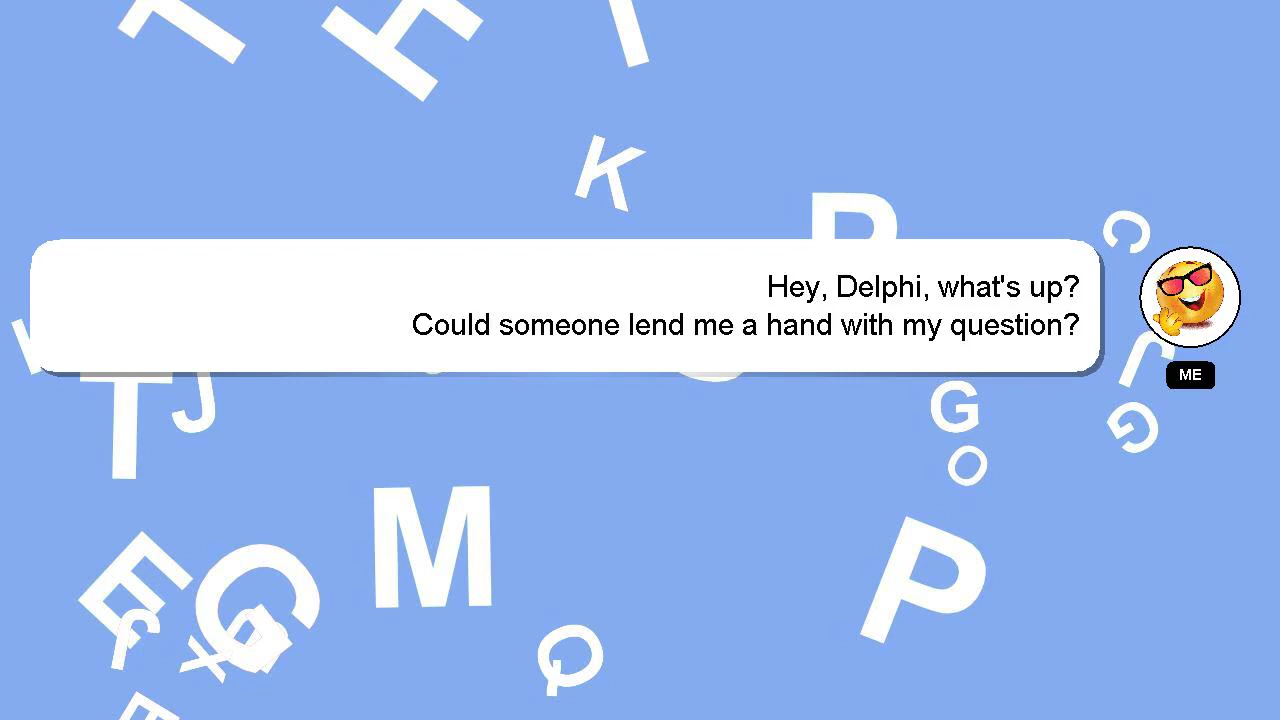 T
H
I
K
P
C
Hey, Delphi, what's up?
Could someone lend me a hand with my question?
ME
T
J
G
J
G
O
M
P
E
G
J
X
Q
E